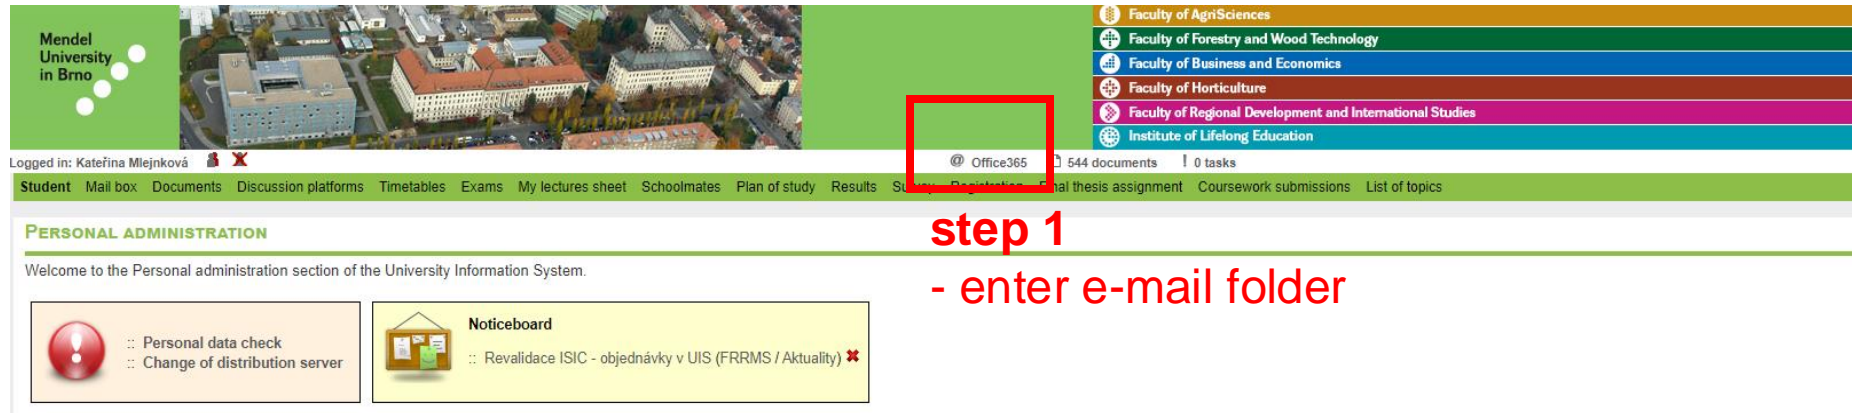 Mendel
University
in Brno
Faculty of AgriSciences
Faculty of Forestry and Wood Technology
Faculty of Business and Economics
Faculty of Horticulture
Faculty of Regional Development and International Studies
Institute of Lifelong Education
Logged in: Kateřina Mlejnková
@ Office365 544 documents ! 0 tasks
Student Mail box Documents Discussion platforms Timetables Exams My lectures sheet Schoolmates Plan of study Results Survey Registration Final thesis assignment Coursework submissions List of topics
step 1
- enter e-mail folder
PERSONAL ADMINISTRATION
Welcome to the Personal administration section of the University Information System.
:: Personal data check
:: Change of distribution server
Noticeboard
:: Revalidace ISIC - objednávky v UIS (FRRMS / Aktuality)